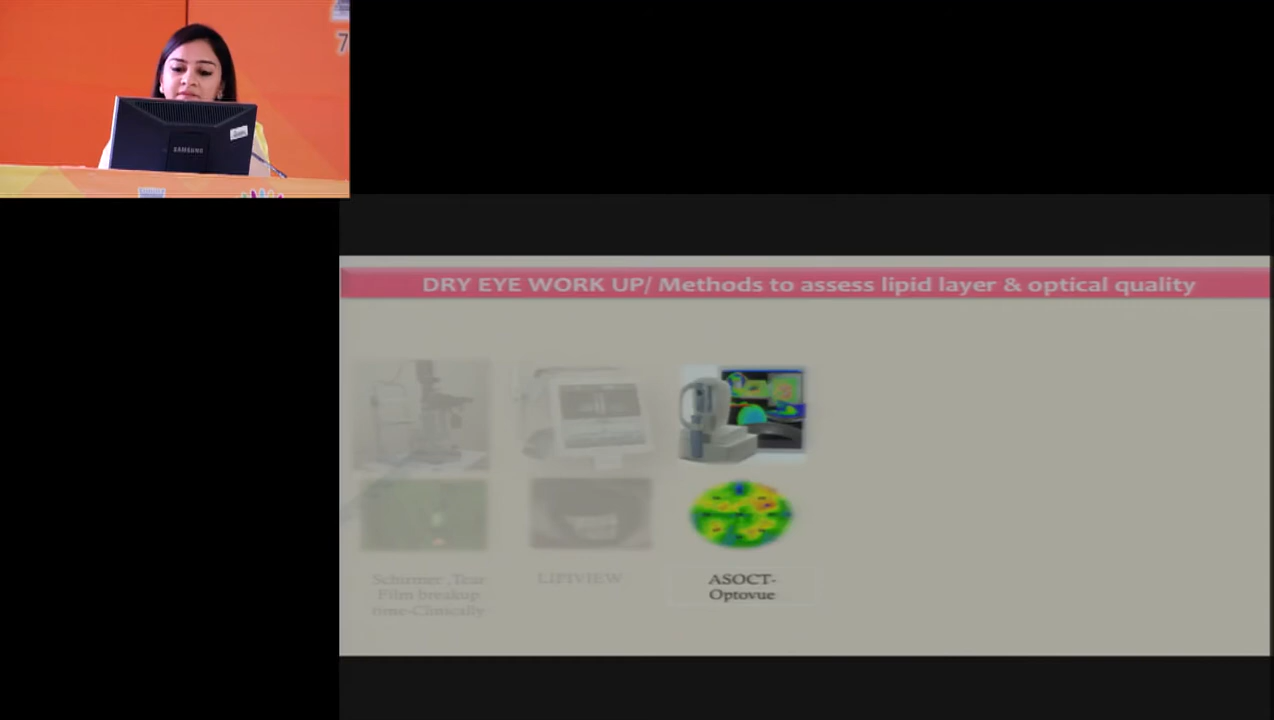 7
SAMSUNG
DRY EYE WORK UP/ Methods to assess lipid layer & optical quality
Schirmer ,Tear
Film breakup
time-Clinically
LIPIVIEW
ASOCT-
Optovue